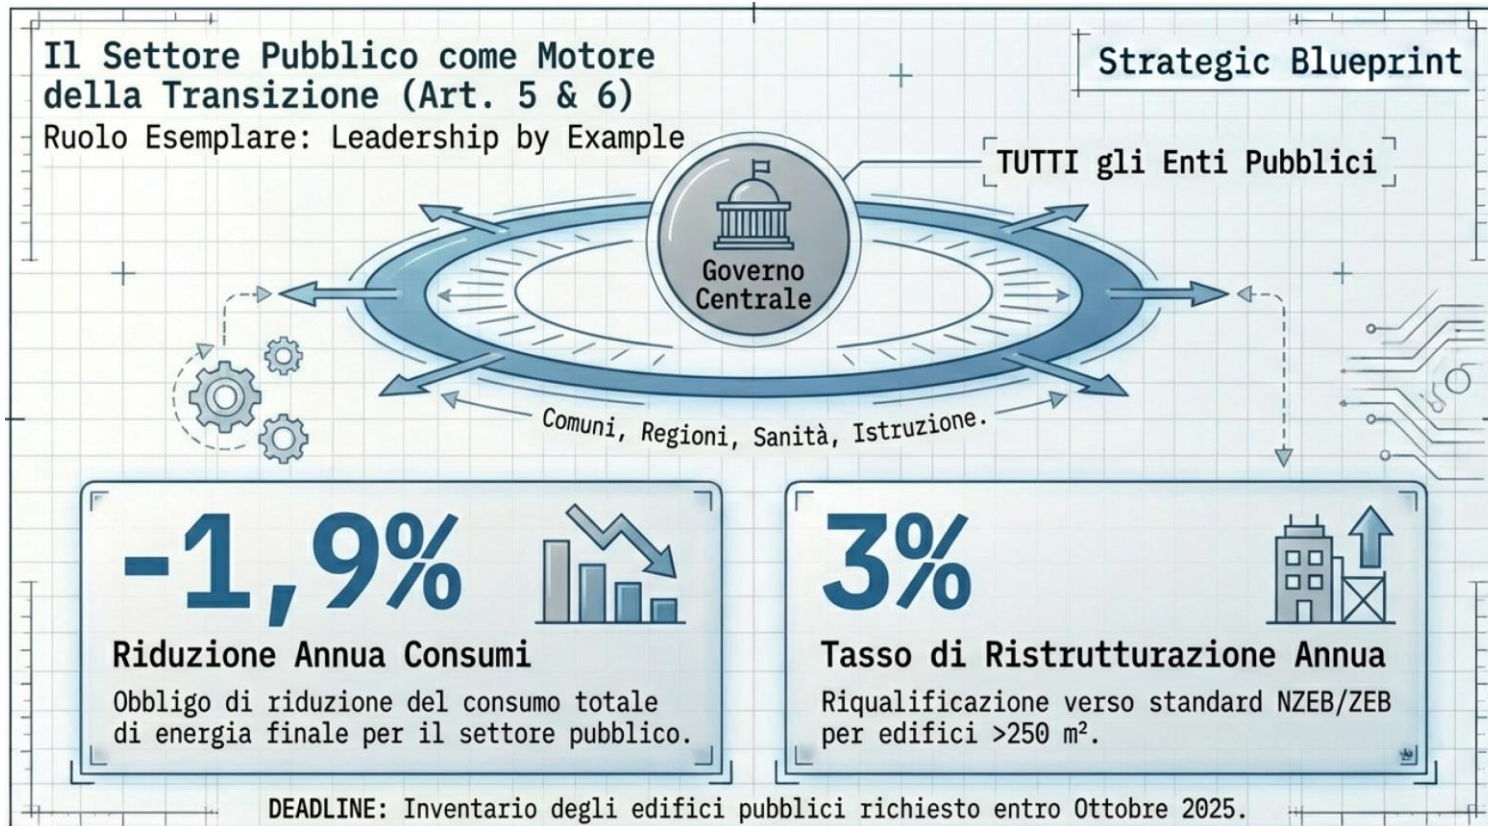 Il Settore Pubblico come Motore
della Transizione (Art. 5 & 6)
Ruolo Esemplare: Leadership by Example
Strategic Blueprint
TUTTI gli Enti Pubblici
Governo
Centrale
Comuni, Regioni, Sanità, Istruzione.
-1,9%
Riduzione Annua Consumi
Obbligo di riduzione del consumo totale
di energia finale per il settore pubblico.
3%
Tasso di Ristrutturazione Annua
Riqualificazione verso standard NZEB/ZEB
per edifici >250 m².
DEADLINE: Inventario degli edifici pubblici richiesto entro Ottobre 2025.